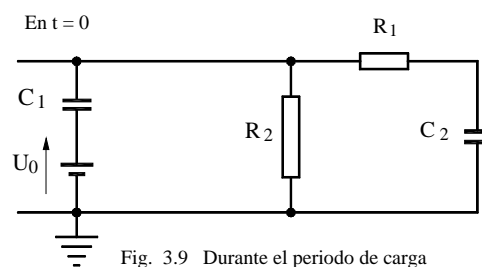 En t = 0
R1
C1
R2
C2
U0
Fig. 3.9 Durante el periodo de carga